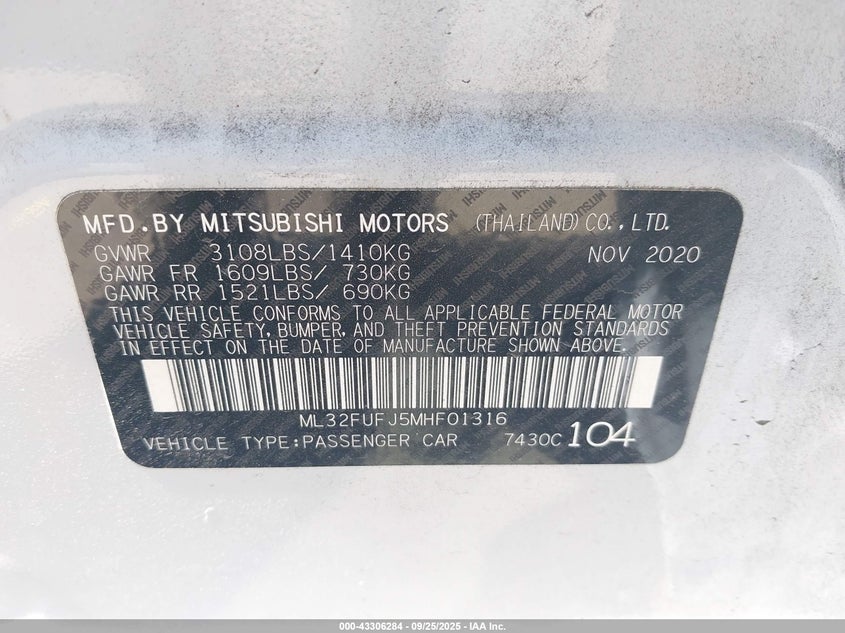 MFD.BY MITSUBISHI MOTORS (THAILAND)CO.,LTD.
GVWR 3108LBS/1410KG NOV 2020
GAWR FR 1609LBS/ 730KG
GAWR RR 1521LBS/ 690KG
THIS VEHICLE CONFORMS TO ALL APPLICABLE FEDERAL MOTOR
VEHICLE SAFETY, BUMPER, AND THEFT PREVENTION STANDARDS
IN EFFECT ON THE DATE OF MANUFACTURE SHOWN ABOVE.
ML32FUFJ5MHF01316
VEHICLE TYPE:PASSENGER CAR 7430C 104
000-43306284 - 09/25/2025 - IAA Inc.